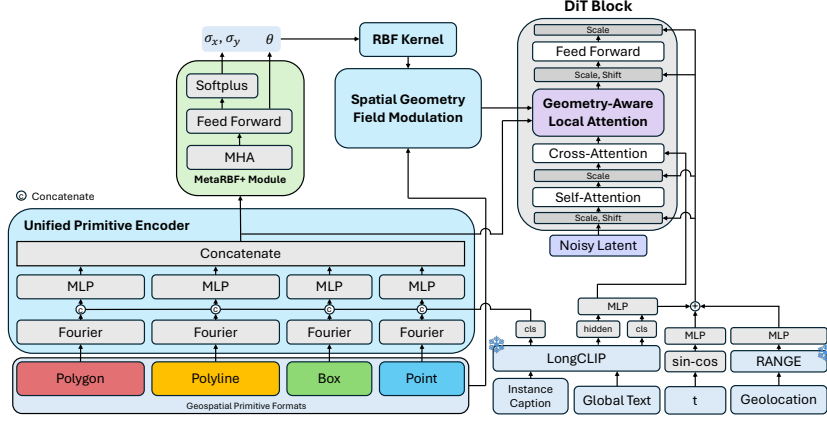 DiT Block
σx, σy
θ
RBF Kernel
Scale
Feed Forward
Scale, Shift
Softplus
Feed Forward
MHA
MetaRBF+ Module
Spatial Geometry
Field Modulation
Geometry-Aware
Local Attention
Cross-Attention
Scale
Self-Attention
Scale, Shift
Noisy Latent
c Concatenate
Unified Primitive Encoder
Concatenate
MLP
MLP
MLP
MLP
c
c
c
c
Fourier
Fourier
Fourier
Fourier
Polygon
Polyline
Box
Point
Geospatial Primitive Formats
MLP
+
cls
hidden
cls
MLP
MLP
LongCLIP
sin-cos
RANGE
Instance
Caption
Global Text
t
Geolocation